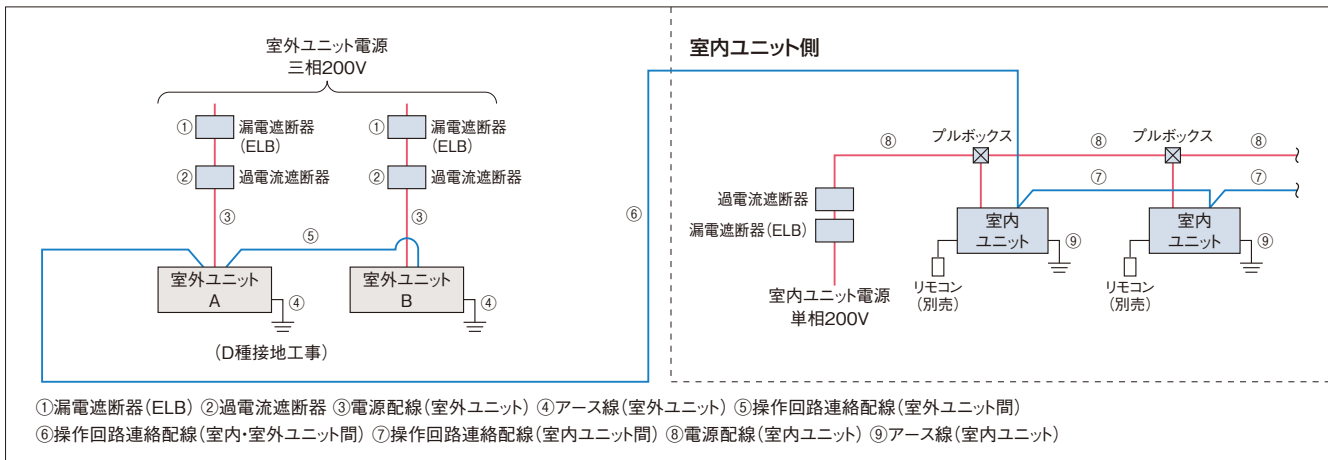 室外ユニット電源
三相200V
① 漏電遮断器
(ELB)
① 漏電遮断器
(ELB)
② 過電流遮断器
② 過電流遮断器
③
③
⑤
⑥
室外ユニット
A
④
室外ユニット
B
④
(D種接地工事)
室内ユニット側
⑧
プルボックス
⑧
プルボックス
⑧
過電流遮断器
漏電遮断器(ELB)
⑦
⑦
室内
ユニット
⑨
室内
ユニット
⑨
リモコン
(別売)
リモコン
(別売)
室内ユニット電源
単相200V
①漏電遮断器(ELB) ②過電流遮断器 ③電源配線(室外ユニット) ④アース線(室外ユニット) ⑤操作回路連絡配線(室外ユニット間)
⑥操作回路連絡配線(室内・室外ユニット間) ⑦操作回路連絡配線(室内ユニット間) ⑧電源配線(室内ユニット) ⑨アース線(室内ユニット)